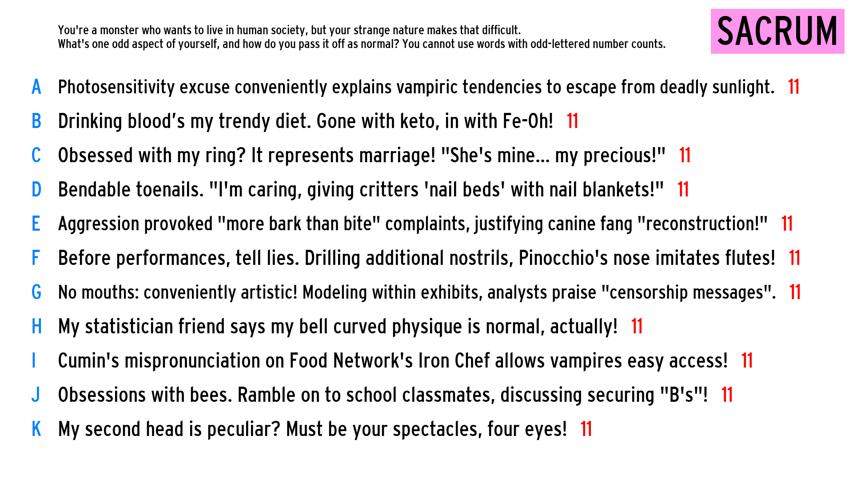 You're a monster who wants to live in human society, but your strange nature makes that difficult.
What's one odd aspect of yourself, and how do you pass it off as normal? You cannot use words with odd-lettered number counts.
SACRUM
A Photosensitivity excuse conveniently explains vampiric tendencies to escape from deadly sunlight. 11
B Drinking blood's my trendy diet. Gone with keto, in with Fe-Oh! 11
C Obsessed with my ring? It represents marriage! "She's mine... my precious!" 11
D Bendable toenails. "I'm caring, giving critters 'nail beds' with nail blankets!" 11
E Aggression provoked "more bark than bite" complaints, justifying canine fang "reconstruction!" 11
F Before performances, tell lies. Drilling additional nostrils, Pinocchio's nose imitates flutes! 11
G No mouths: conveniently artistic! Modeling within exhibits, analysts praise "censorship messages". 11
H My statistician friend says my bell curved physique is normal, actually! 11
I Cumin's mispronunciation on Food Network's Iron Chef allows vampires easy access! 11
J Obsessions with bees. Ramble on to school classmates, discussing securing "B's"! 11
K My second head is peculiar? Must be your spectacles, four eyes! 11